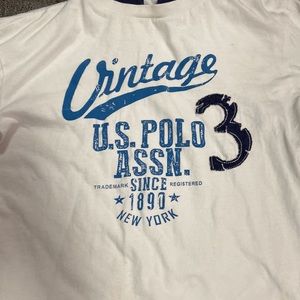 Vintage
U.S. POLO
ASSN.
3
TRADEMARK SINCE REGISTERED
1890
NEW YORK